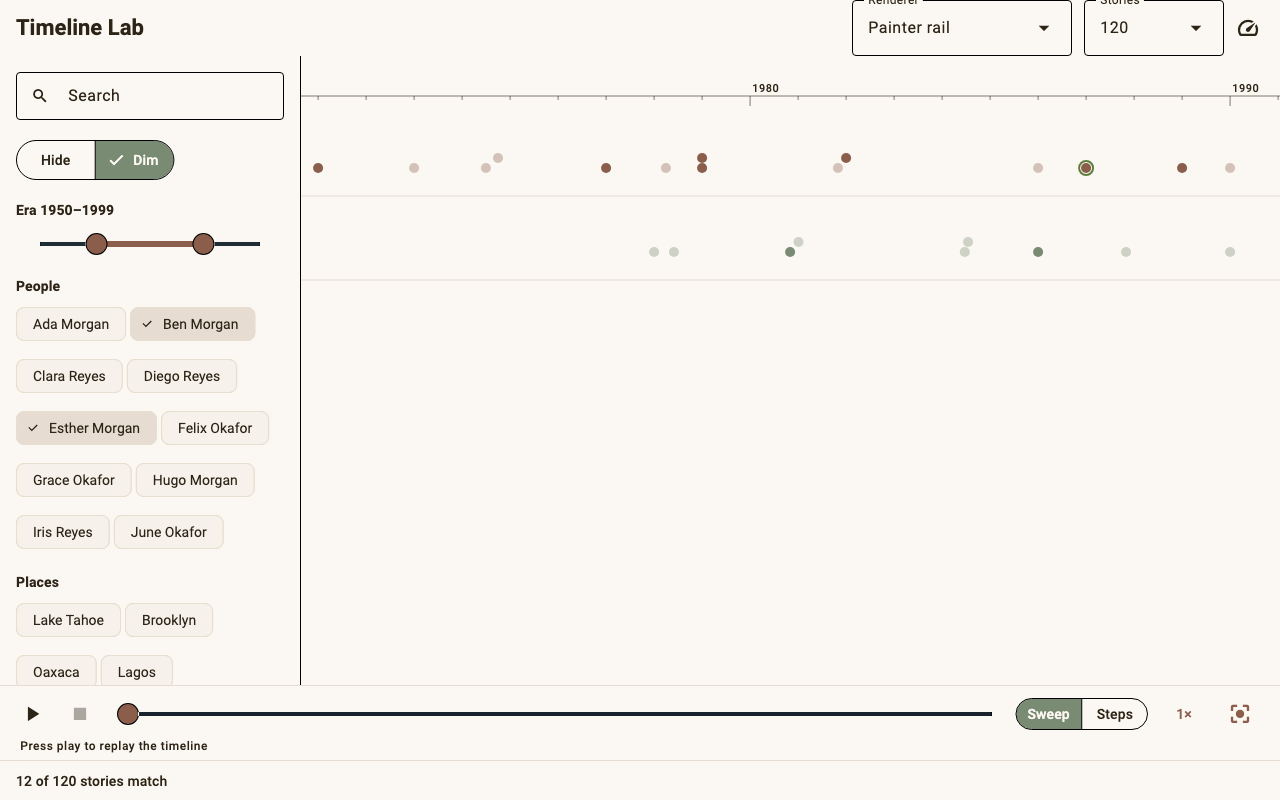 Timeline Lab
Renderer
Stories
Painter rail
120
Search
1980
1990
Hide
Dim
Era 1950–1999
People
Ada Morgan
Ben Morgan
Clara Reyes
Diego Reyes
Esther Morgan
Felix Okafor
Grace Okafor
Hugo Morgan
Iris Reyes
June Okafor
Places
Lake Tahoe
Brooklyn
Oaxaca
Lagos
Sweep
Steps
1×
Press play to replay the timeline
12 of 120 stories match